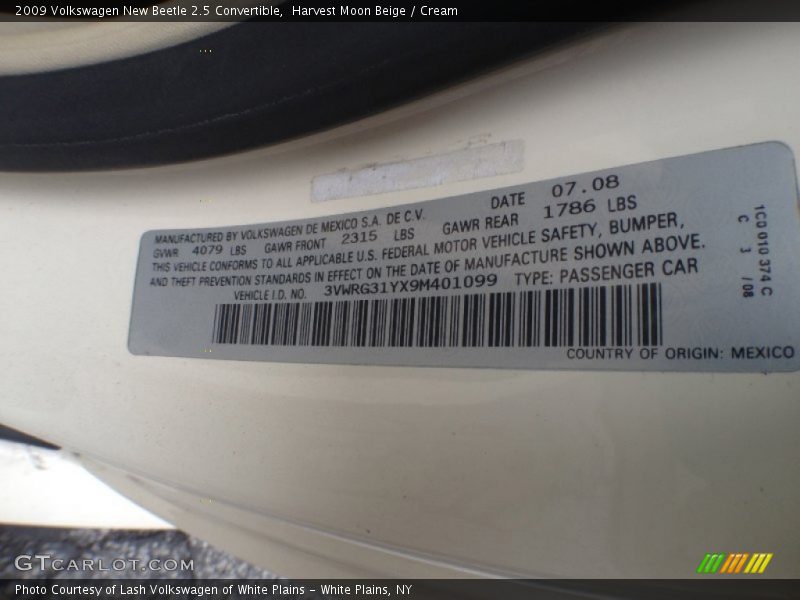 2009 Volkswagen New Beetle 2.5 Convertible,  Harvest Moon Beige / Cream
MANUFACTURED BY VOLKSWAGEN DE MEXICO S.A. DE C.V. DATE 07.08
GVWR 4079 LBS GAWR FRONT 2315 LBS GAWR REAR 1786 LBS
THIS VEHICLE CONFORMS TO ALL APPLICABLE U.S. FEDERAL MOTOR VEHICLE SAFETY, BUMPER,
AND THEFT PREVENTION STANDARDS IN EFFECT ON THE DATE OF MANUFACTURE SHOWN ABOVE.
VEHICLE I.D. NO. 3VWRG31YX9M401099 TYPE: PASSENGER CAR
COUNTRY OF ORIGIN: MEXICO
1C0 010 374 C
C 3 /08
GTCARLOT.COM
Photo Courtesy of Lash Volkswagen of White Plains - White Plains, NY